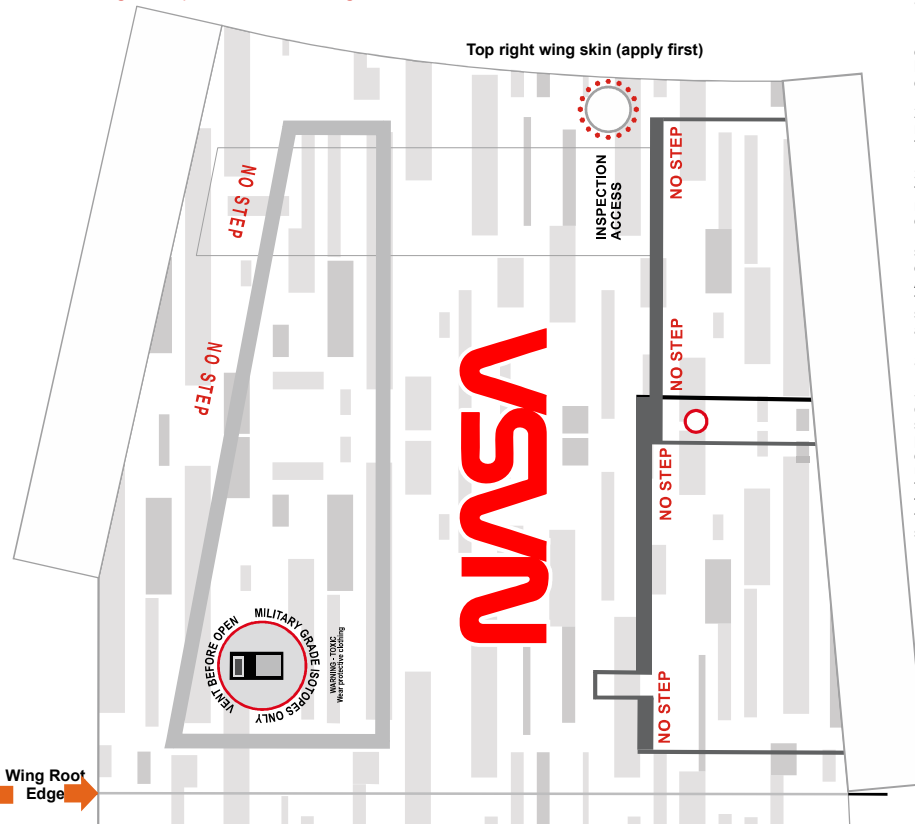 Top right wing skin (apply first)
NO STEP
NO STEP
INSPECTION
ACCESS
NO STEP
NO STEP
NO STEP
NO STEP
NASA
VENT BEFORE OPEN
MILITARY GRADE ISOTOPES ONLY
WARNING - TOXIC
Wear protective clothing
Wing Root
Edge